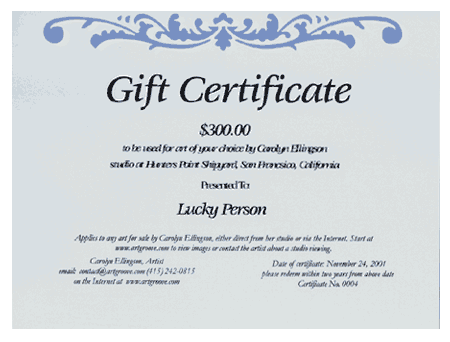 Gift Certificate
$300.00
to be used for art of your choice by Carolyn Ellingson
studio at Hunters Point Shipyard, San Francsico, California
Presented To:
Lucky Person
Applies to any art for sale by Carolyn Ellingson, either direct from her studio or via the Internet. Start at
www.artgroove.com to view images or contact the artist about a studio viewing.
Carolyn Ellingson, Artist
email: contact@artgroove.com (415) 242-0815
on the Internet at www.artgroove.com
Date of certificate: November 24, 2001
please redeem within two years from above date
Certificate No. 0004